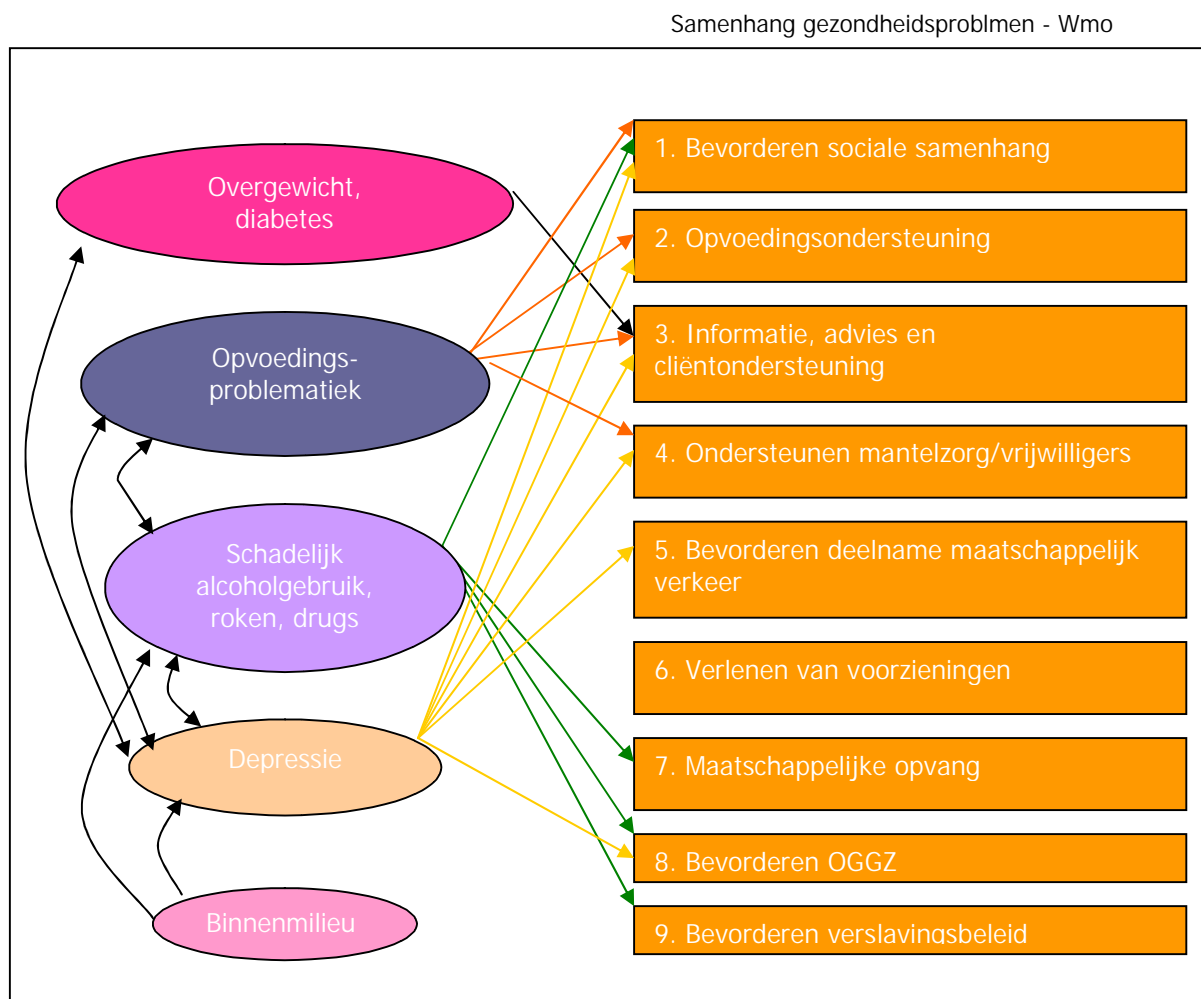 Samenhang gezondheidsproblmen - Wmo
Overgewicht,
diabetes
Opvoedings-
problematiek
Schadelijk
alcoholgebruik,
roken, drugs
Depressie
Binnenmilieu
1. Bevorderen sociale samenhang
2. Opvoedingsondersteuning
3. Informatie, advies en
cliëntondersteuning
4. Ondersteunen mantelzorg/vrijwilligers
5. Bevorderen deelname maatschappelijk
verkeer
6. Verlenen van voorzieningen
7. Maatschappelijke opvang
8. Bevorderen OGGZ
9. Bevorderen verslavingsbeleid